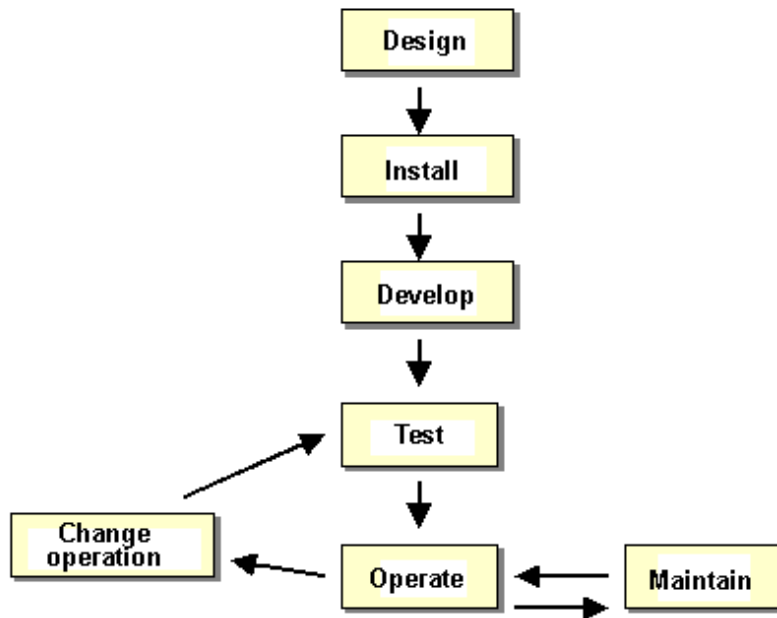 Design
Install
Develop
Test
Change
operation
Operate
Maintain